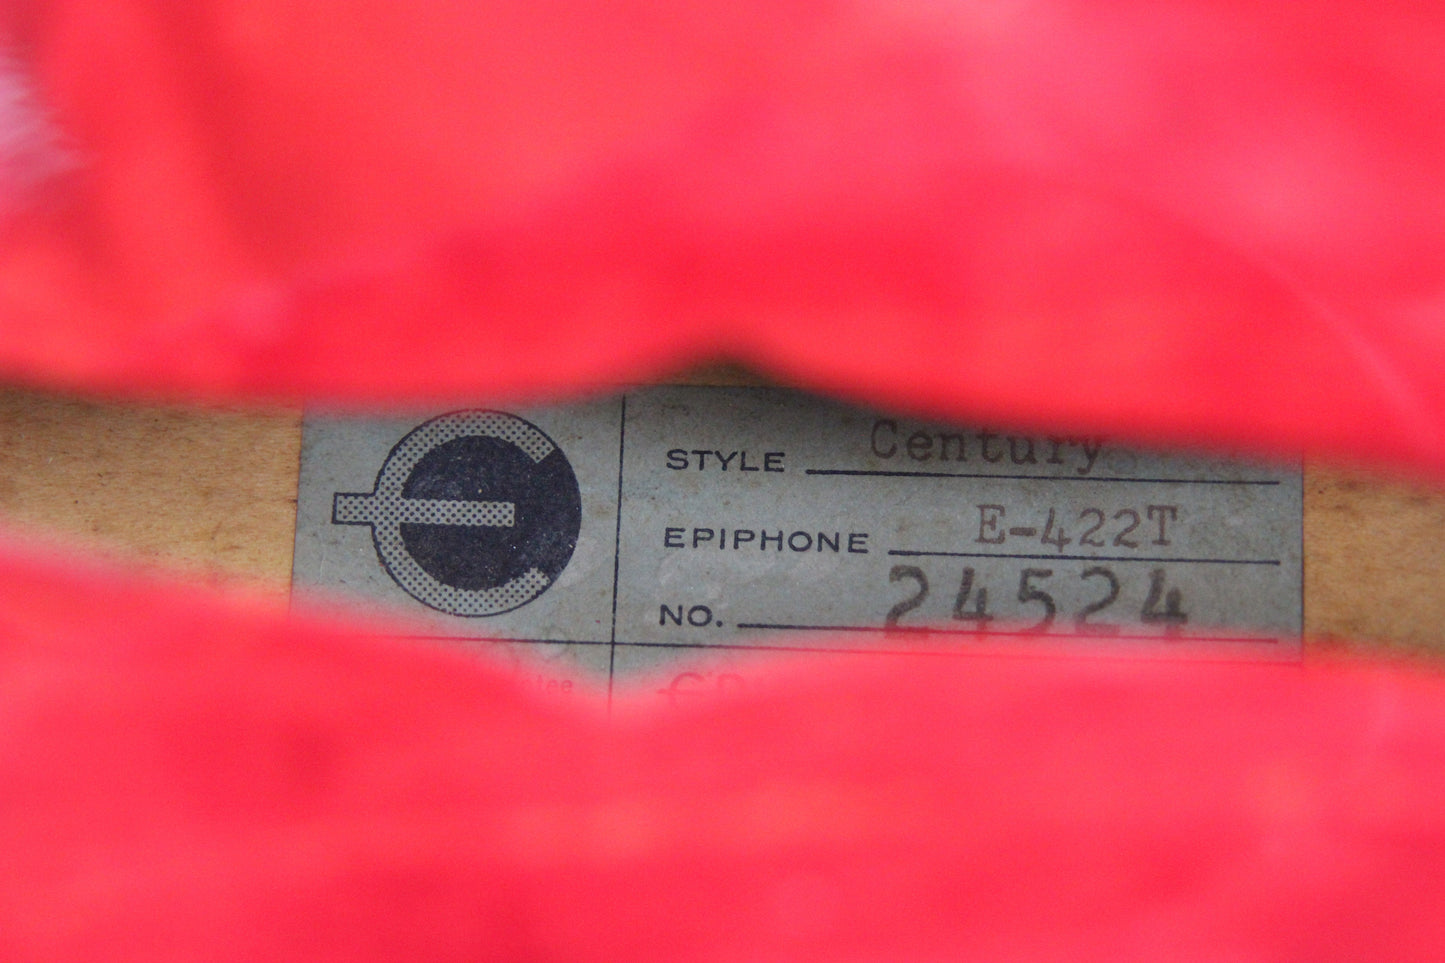 STYLE Century
EPIPHONE E-422T
NO. 24524